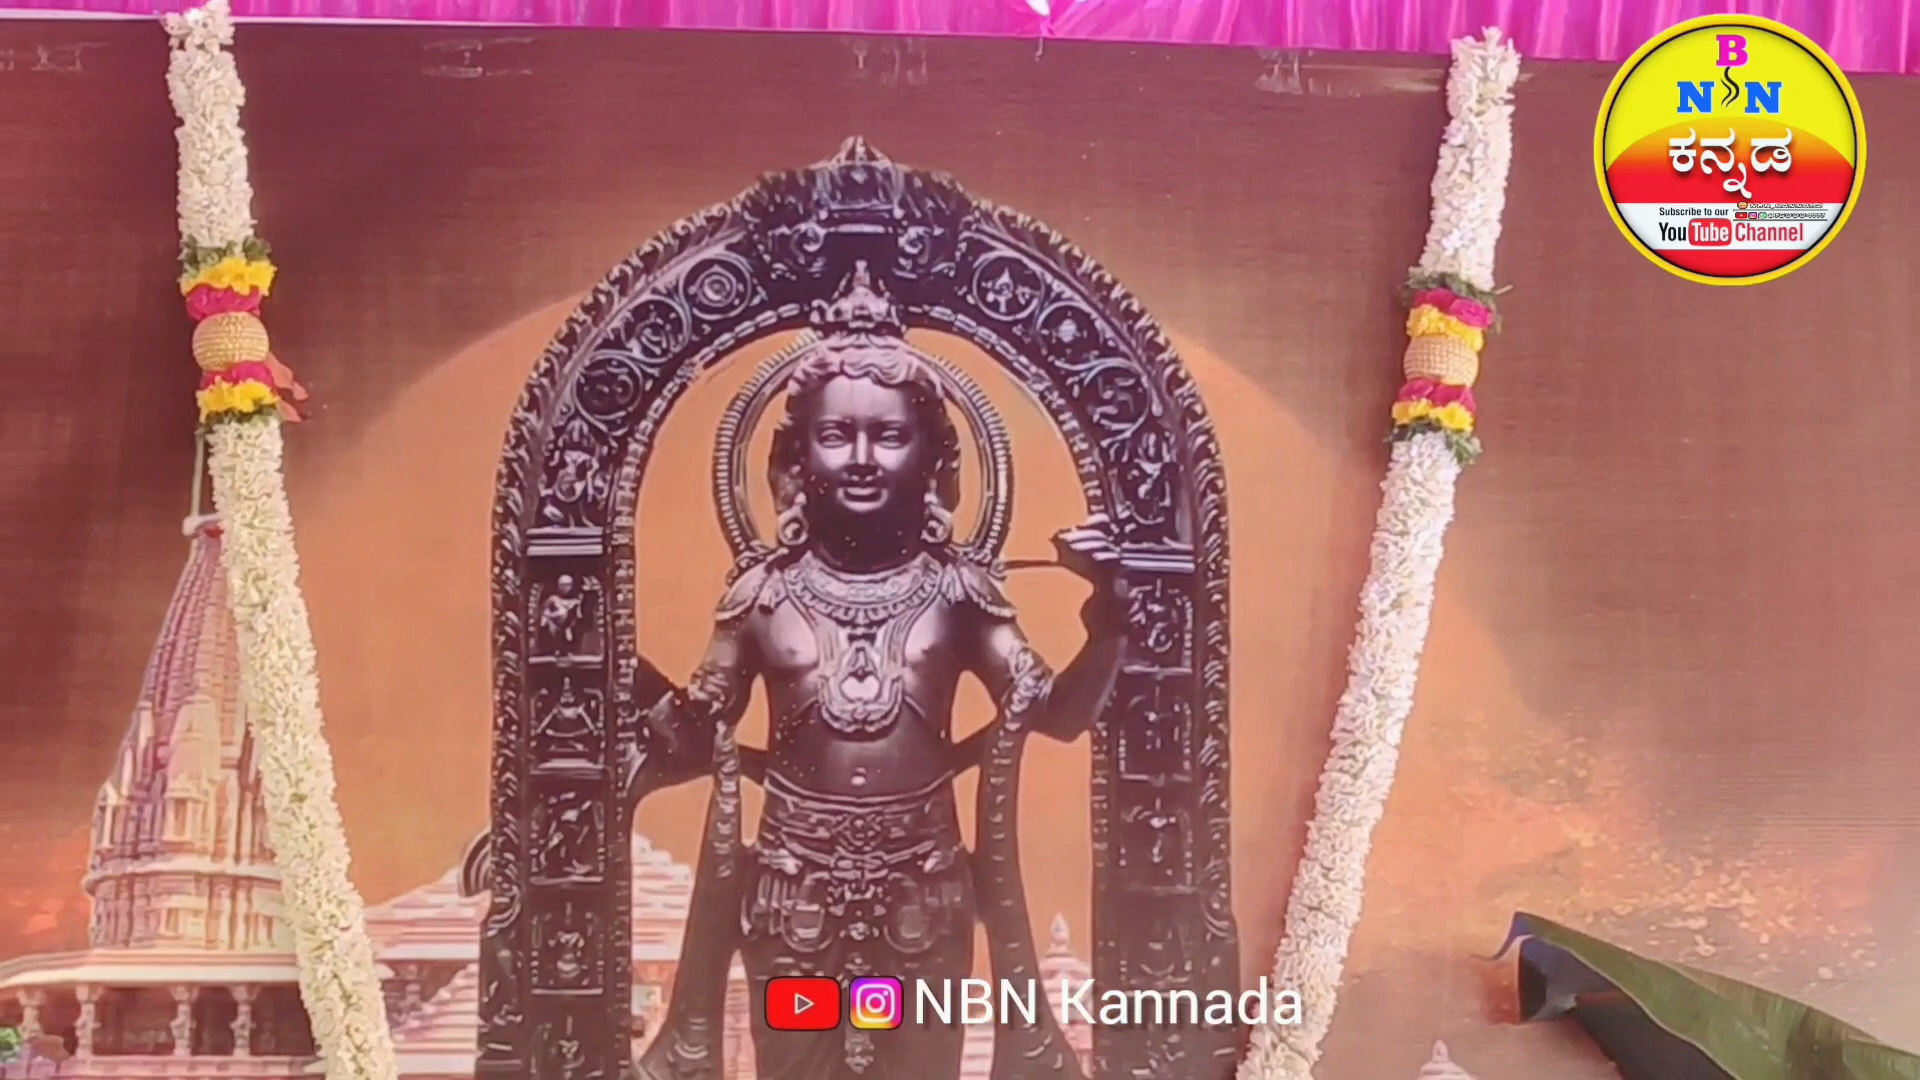 B
N N
ಕನ್ನಡ
Subscribe to our
YouTube Channel
NBN Kannada